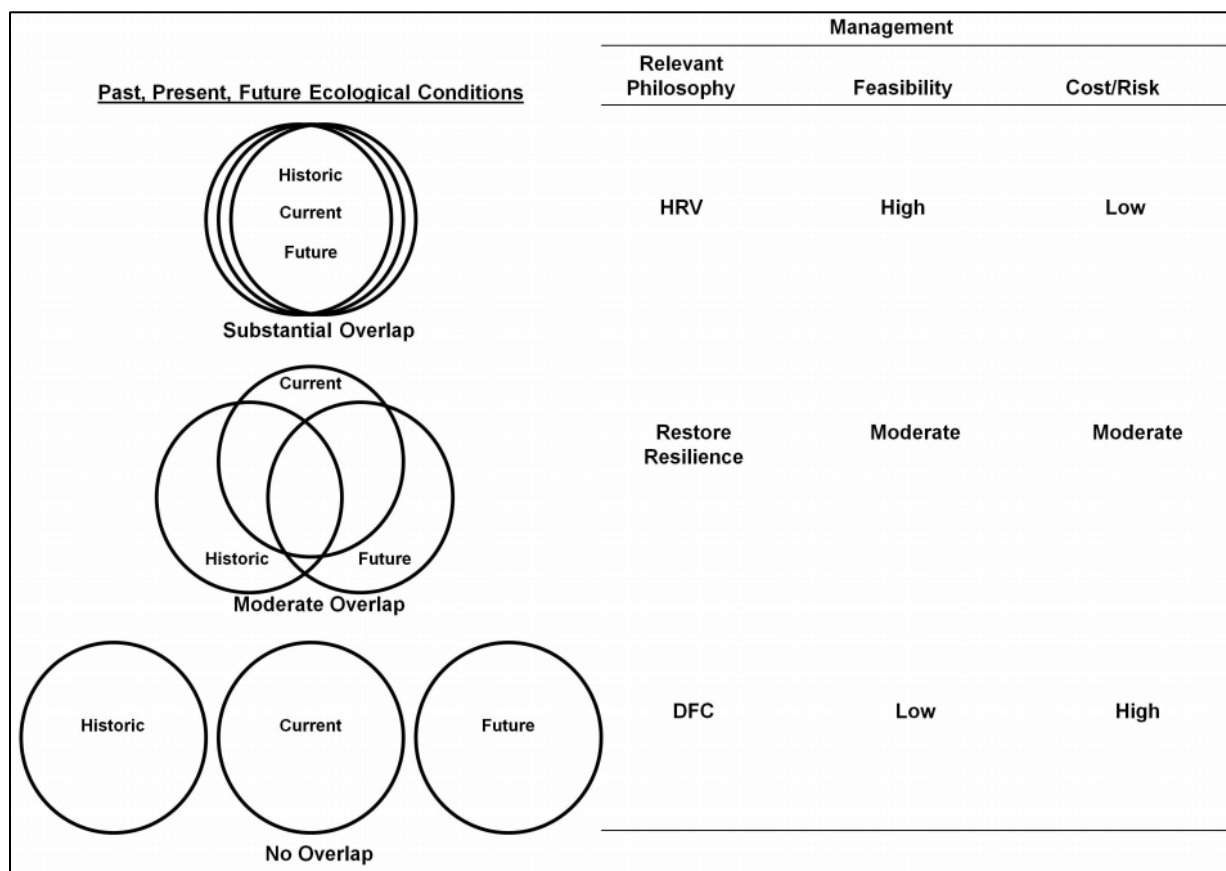 Management
Past, Present, Future Ecological Conditions
Relevant
Philosophy
Feasibility
Cost/Risk
Historic
Current
Future
Substantial Overlap
HRV
High
Low
Current
Historic
Future
Moderate Overlap
Restore
Resilience
Moderate
Moderate
Historic
Current
Future
No Overlap
DFC
Low
High